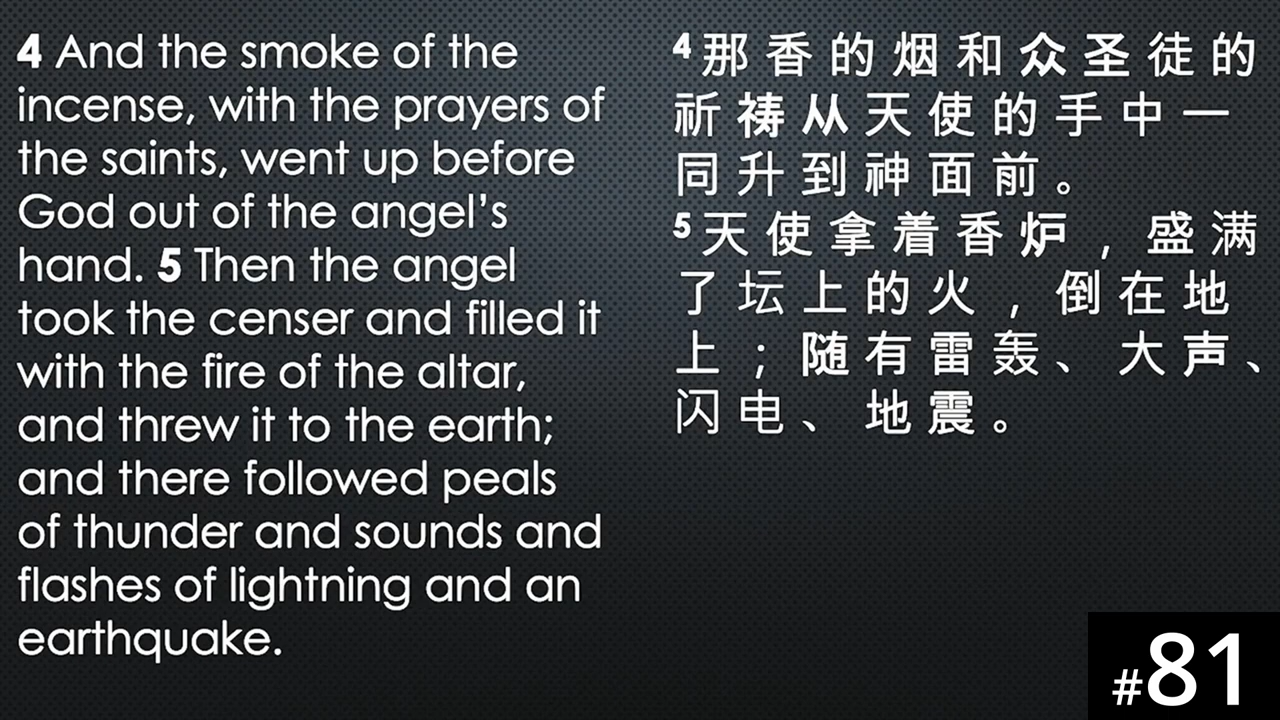 4 And the smoke of the
incense, with the prayers of
the saints, went up before
God out of the angel’s
hand. 5 Then the angel
took the censer and filled it
with the fire of the altar,
and threw it to the earth;
and there followed peals
of thunder and sounds and
flashes of lightning and an
earthquake.
4那香的烟和众圣徒的
祈祷从天使的手中一
同升到神面前。
5天使拿着香炉，盛满
了坛上的火，倒在地
上；随有雷轰、大声、
闪电、地震。
#81